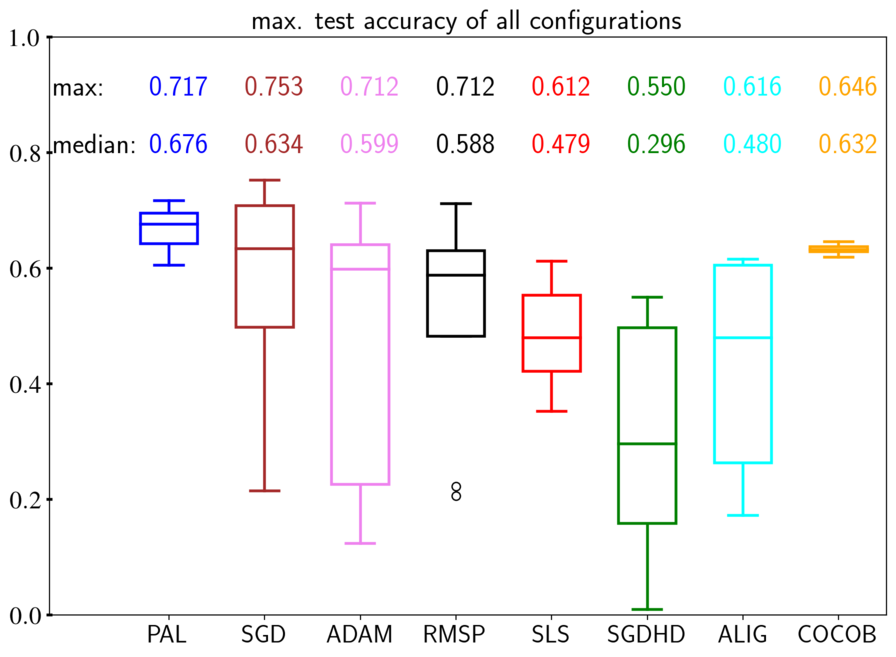 max. test accuracy of all configurations
1.0
max: 0.717 0.753 0.712 0.712 0.612 0.550 0.616 0.646
median: 0.676 0.634 0.599 0.588 0.479 0.296 0.480 0.632
0.8
0.6
0.4
0.2
0.0
PAL SGD ADAM RMSP SLS SGDHD ALIG COCOB